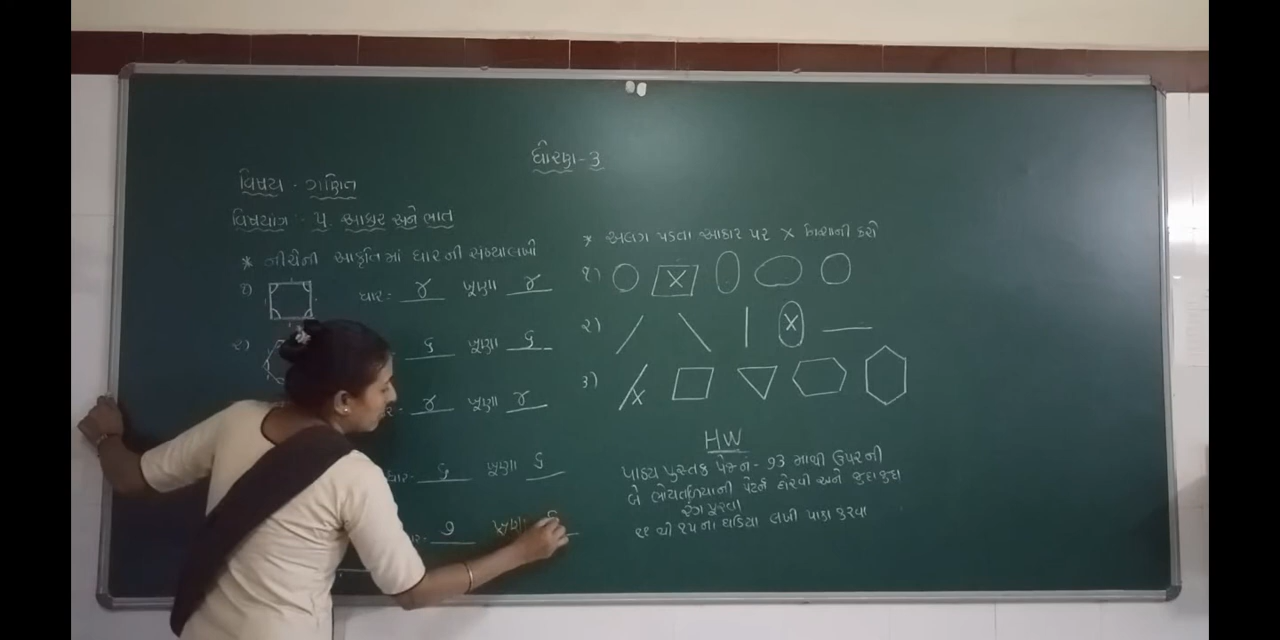 ધોરણ - ૩
વિષય - ગણિત
વિષયાંગ :- ૫. આકાર અને ભાત
* નીચેની આકૃતિમાં ધારની સંખ્યા લખો
૧) ધાર:- ૪ ખૂણા ૪
૨) ૬ ખૂણા ૬
૪ ખૂણા ૪
ધાર:- ૬ ખૂણા ૬
૭ ખૂણા
* અલગ પડતા આકાર પર X નિશાની કરો
૧) X
૨) X
૩) X
HW
પાઠ્ય પુસ્તક પેજ નં - ૭૩ માંથી ઉપરની
બે ભોંયતળિયાની પેટર્ન દોરવી અને જુદા જુદા
રંગ પૂરવા
૨૧ થી ૨૫ ના ઘડિયા લખી પાકા કરવા